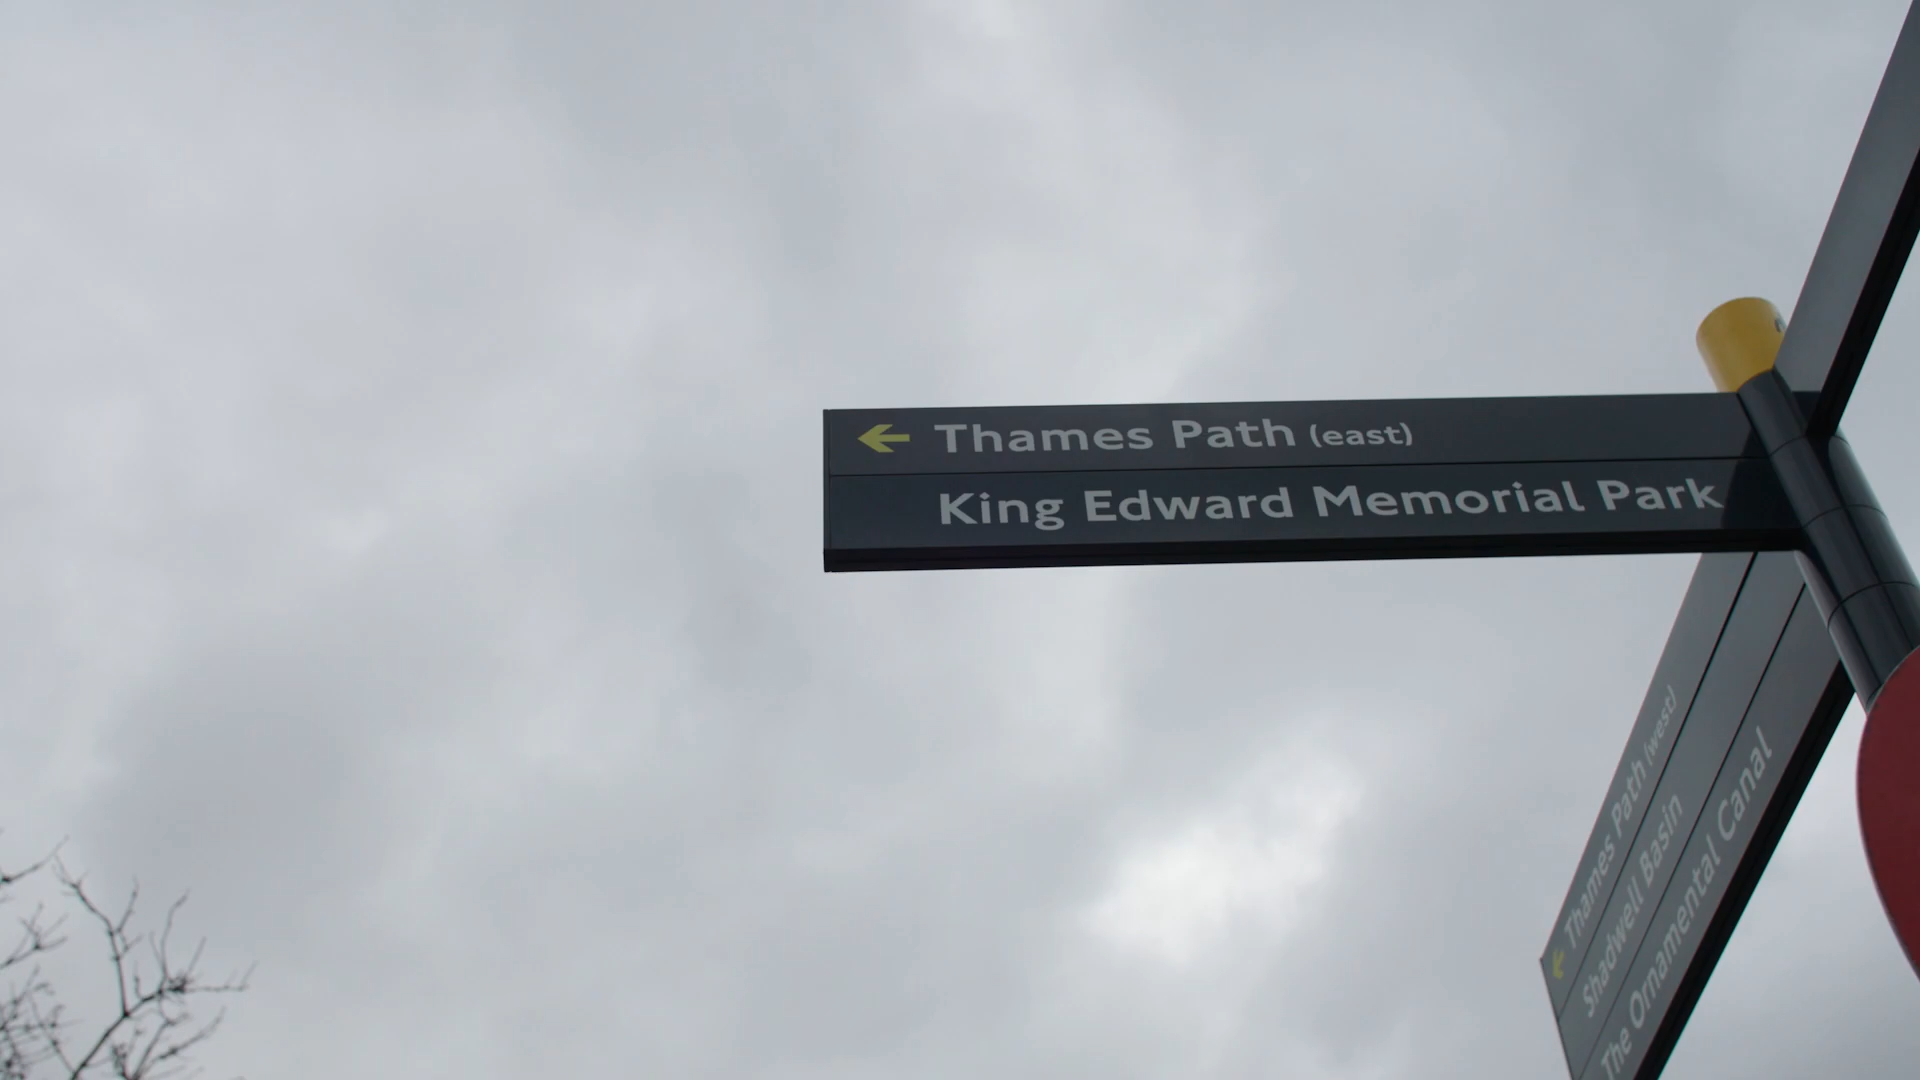 Thames Path (east)
King Edward Memorial Park
Thames Path (west)
Shadwell Basin
The Ornamental Canal